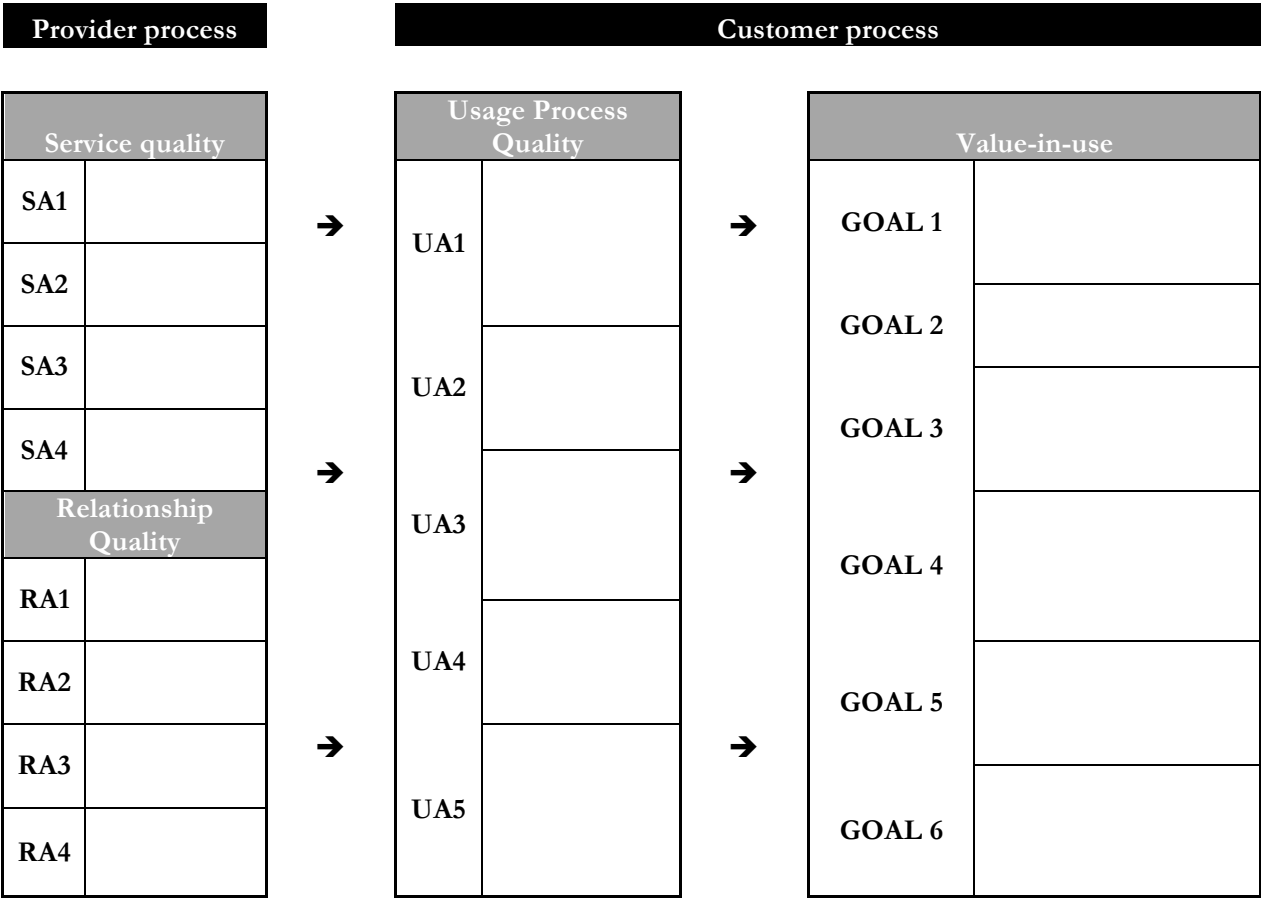 Provider process
Customer process
Service quality
SA1
SA2
SA3
SA4
Relationship
Quality
RA1
RA2
RA3
RA4
Usage Process
Quality
UA1
UA2
UA3
UA4
UA5
Value-in-use
GOAL 1
GOAL 2
GOAL 3
GOAL 4
GOAL 5
GOAL 6